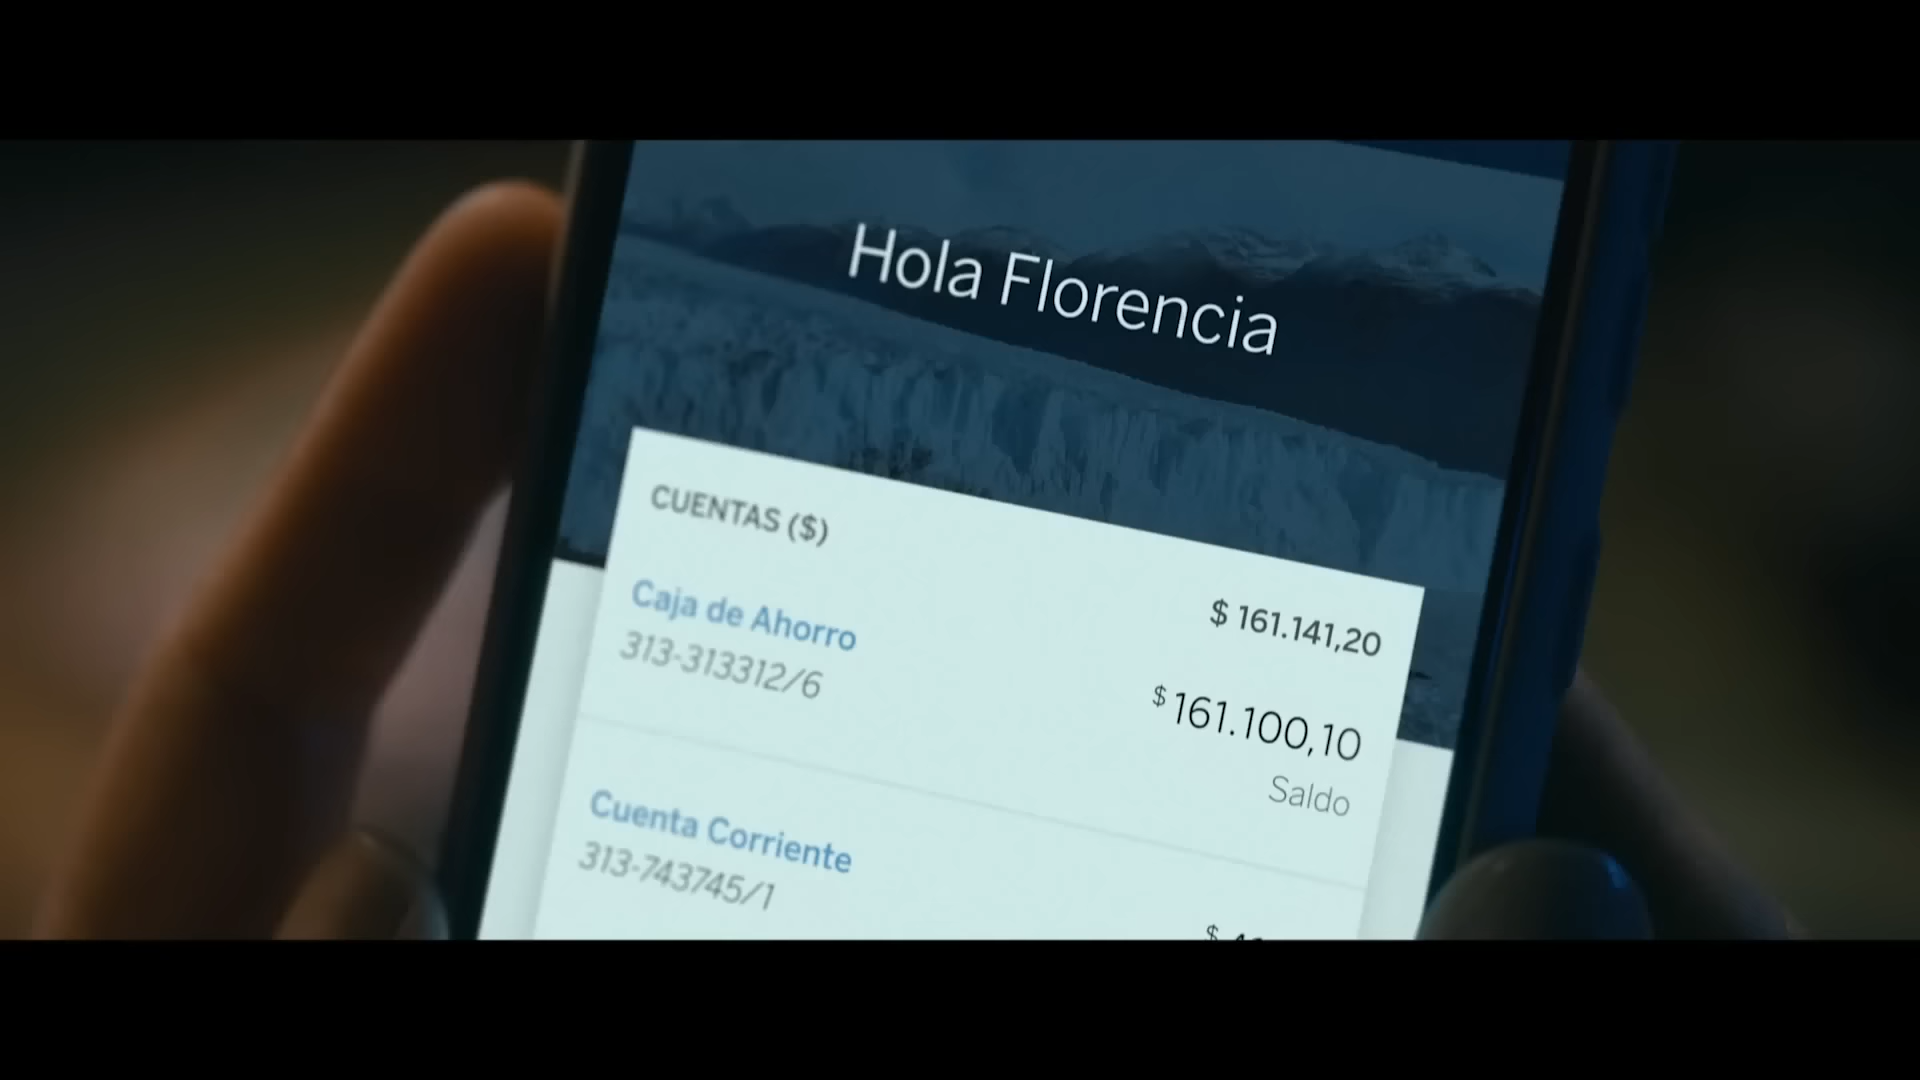 Hola Florencia
CUENTAS ($)
$ 161.141,20
Caja de Ahorro
313-313312/6
$ 161.100,10
Saldo
Cuenta Corriente
313-743745/1
$